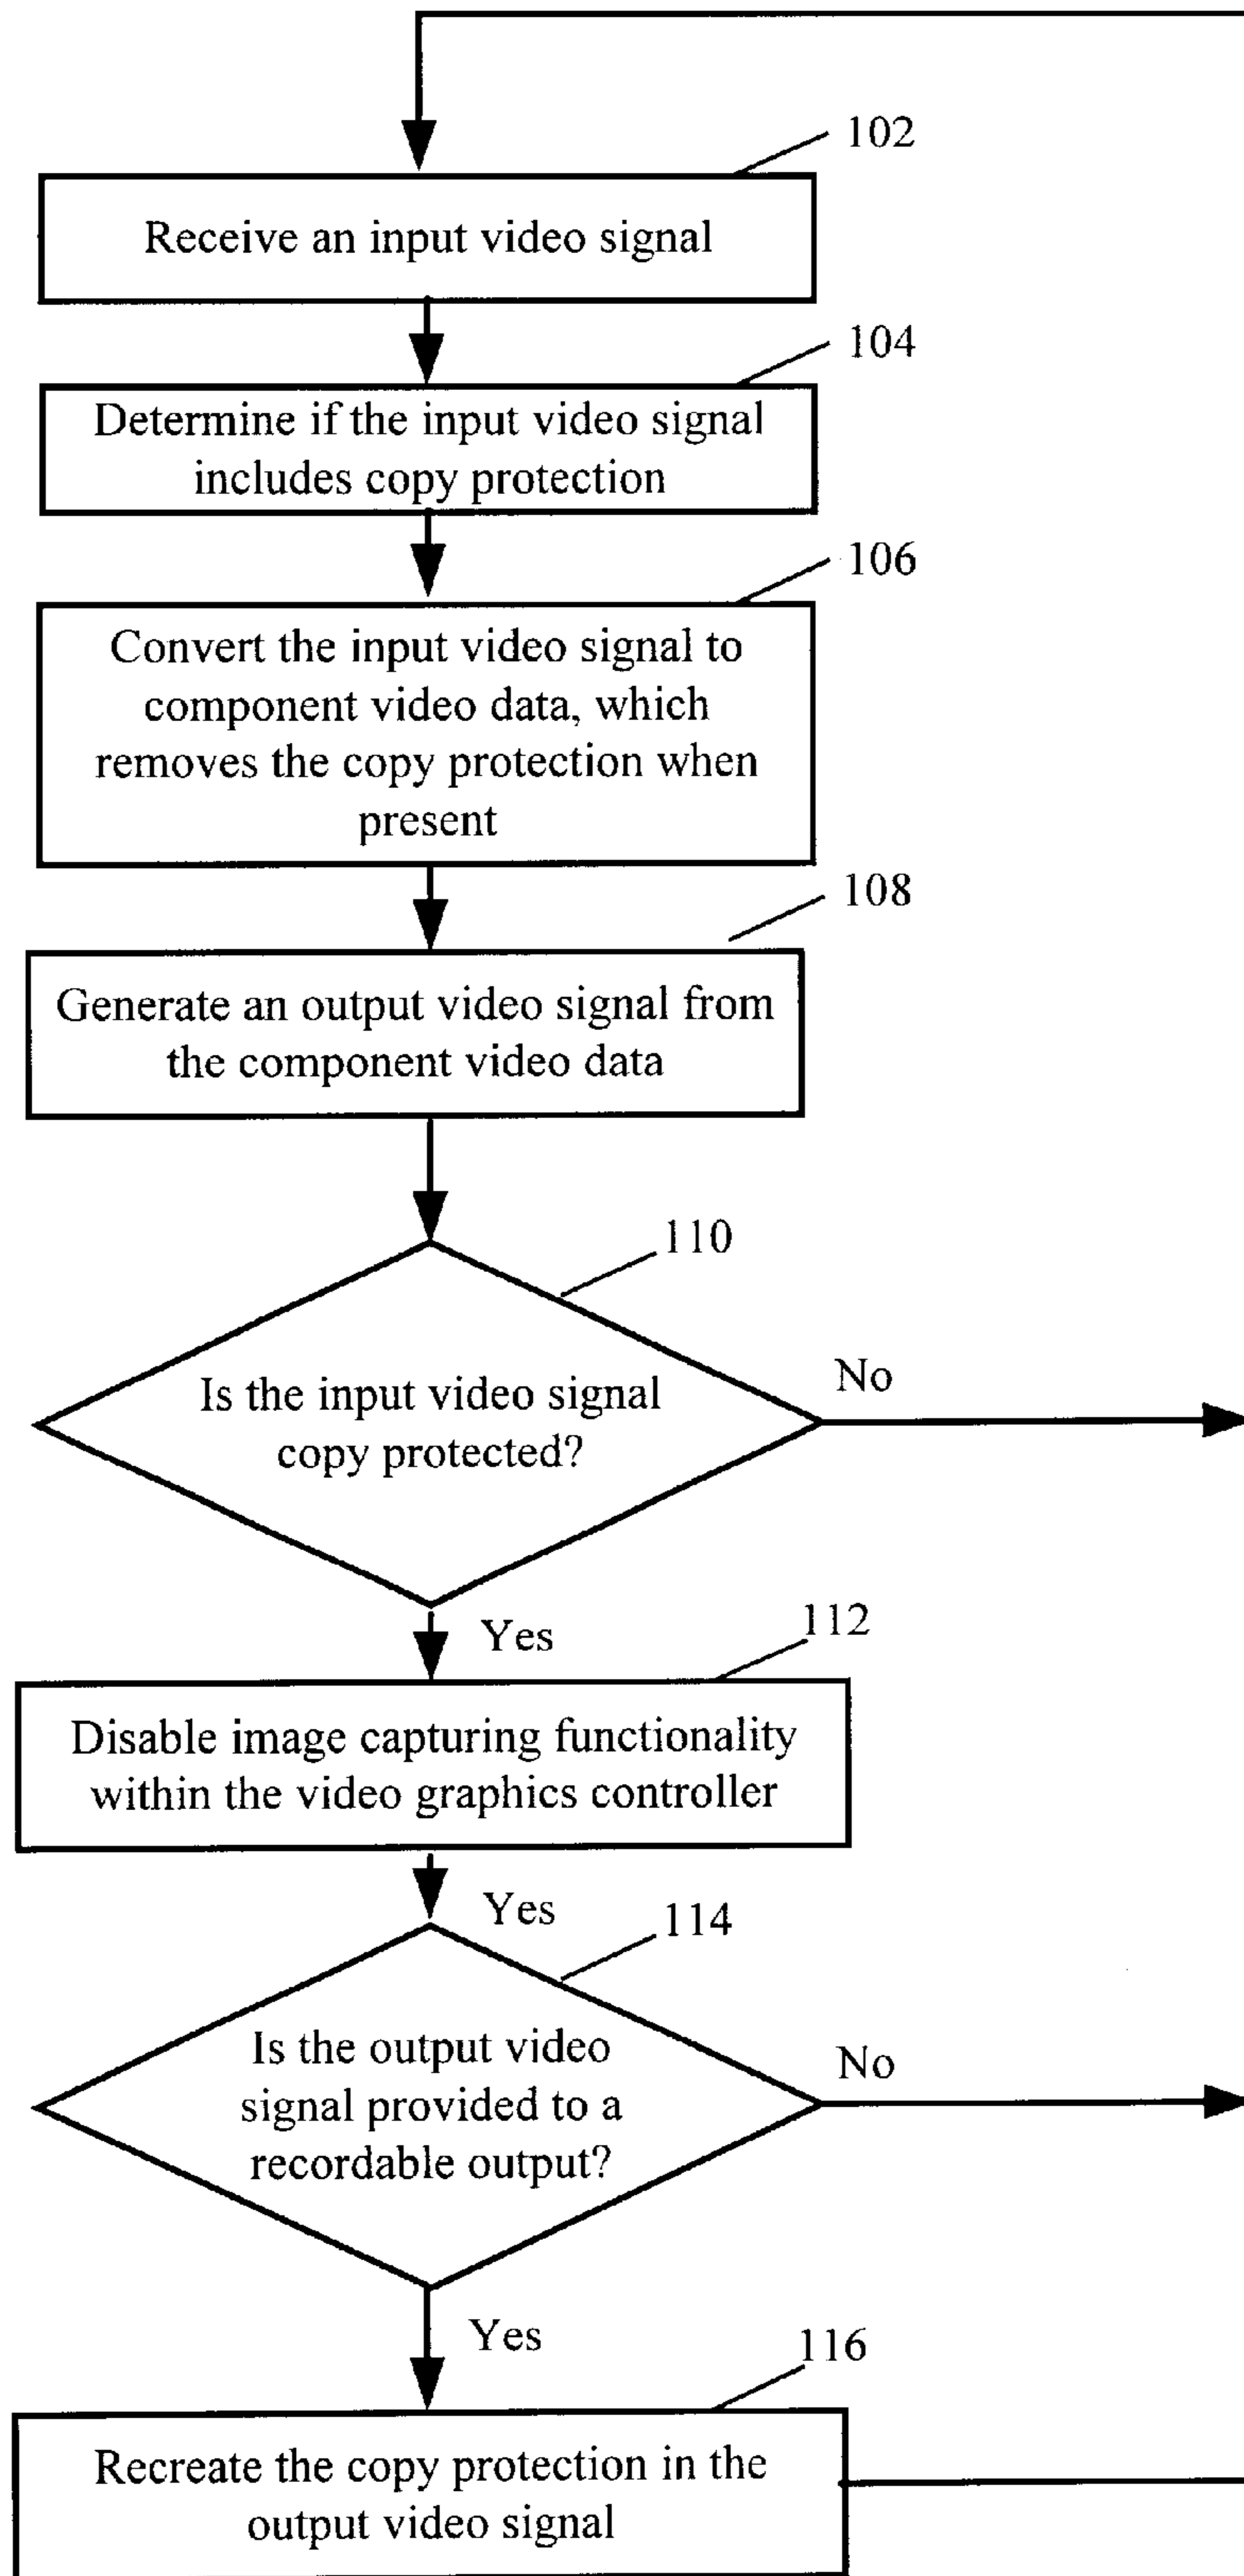 102
Receive an input video signal
104
Determine if the input video signal
includes copy protection
106
Convert the input video signal to
component video data, which
removes the copy protection when
present
108
Generate an output video signal from
the component video data
110
Is the input video signal
copy protected?
No
Yes
112
Disable image capturing functionality
within the video graphics controller
Yes
114
Is the output video
signal provided to a
recordable output?
No
Yes
116
Recreate the copy protection in the
output video signal